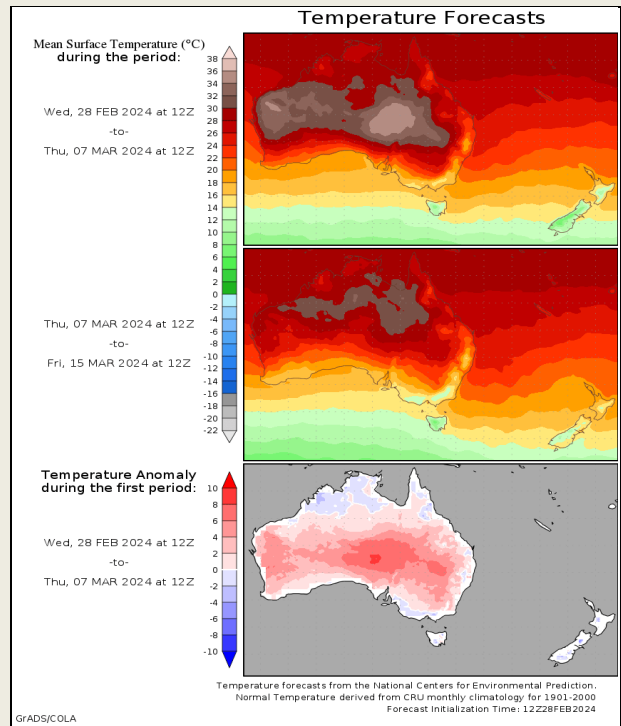 Temperature Forecasts
Mean Surface Temperature (°C)
during the period:
38
36
34
32
30
28
26
24
22
20
18
16
14
12
10
8
6
4
2
0
-2
-4
-6
-8
-10
-12
-14
-16
-18
-20
-22
Wed, 28 FEB 2024 at 12Z
-to-
Thu, 07 MAR 2024 at 12Z
Thu, 07 MAR 2024 at 12Z
-to-
Fri, 15 MAR 2024 at 12Z
Temperature Anomaly
during the first period:
10
8
6
4
2
0
-2
-4
-6
-8
-10
Wed, 28 FEB 2024 at 12Z
-to-
Thu, 07 MAR 2024 at 12Z
Temperature forecasts from the National Centers for Environmental Prediction.
Normal Temperature derived from CRU monthly climatology for 1901-2000
Forecast Initialization Time: 12Z28FEB2024
GrADS/COLA